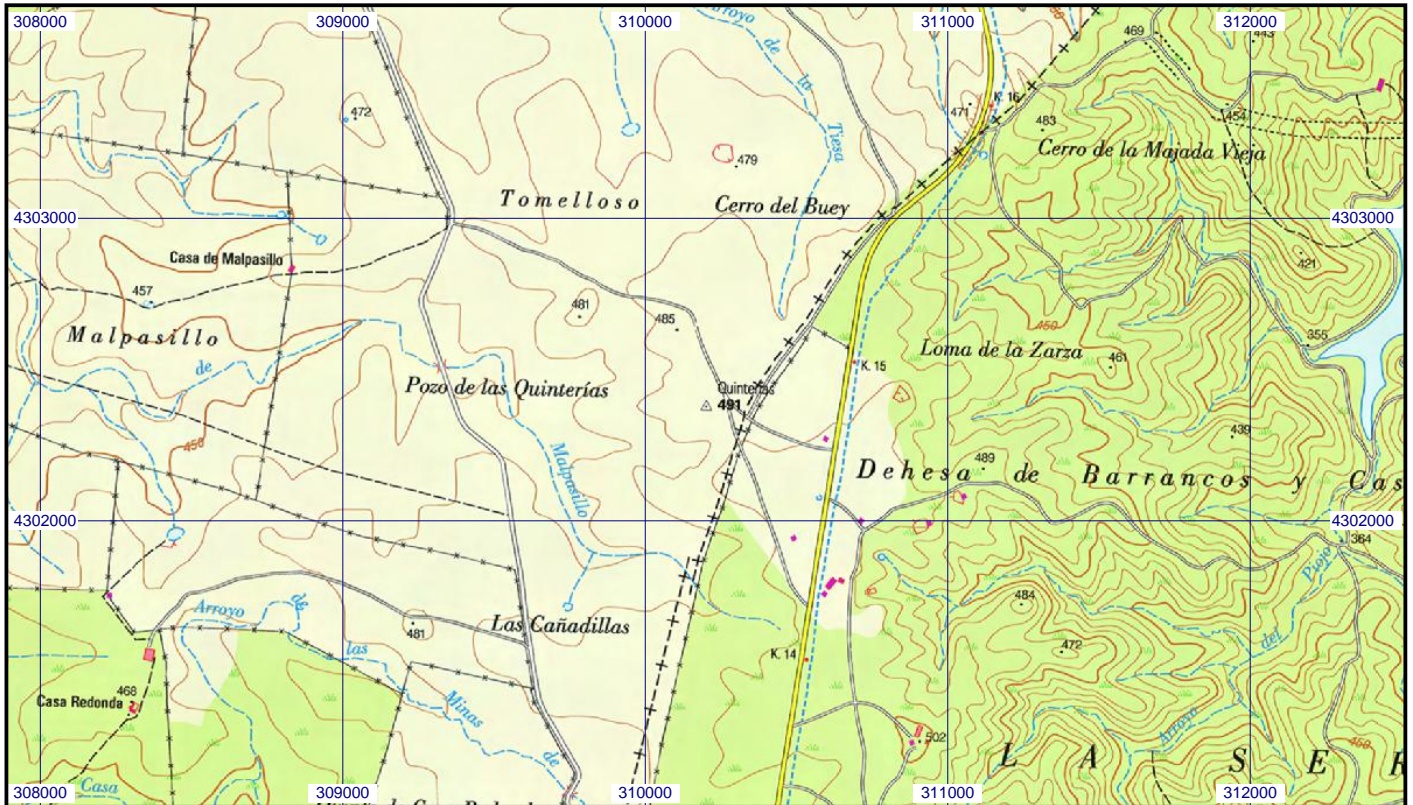 308000 309000 310000 311000 312000
Arroyo
de
la
Tiesa
469
443
472
471
K. 16
483
454
Cerro de la Majada Vieja
479
Tomelloso
Cerro del Buey
4303000 4303000
Casa de Malpasillo
421
457
481
485
Malpasillo
450
355
Loma de la Zarza
461
de
K. 15
Pozo de las Quinterías
Quinterías
491
439
450
Malpasillo
489
Dehesa de Barrancos y Cas
4302000 4302000
364
Piojo
Arroyo
de
484
481
Las Cañadillas
del
472
las
K. 14
468
Casa Redonda
Minas
Arroyo
502
450
LA SER
de
Casa
308000 309000 310000 311000 312000